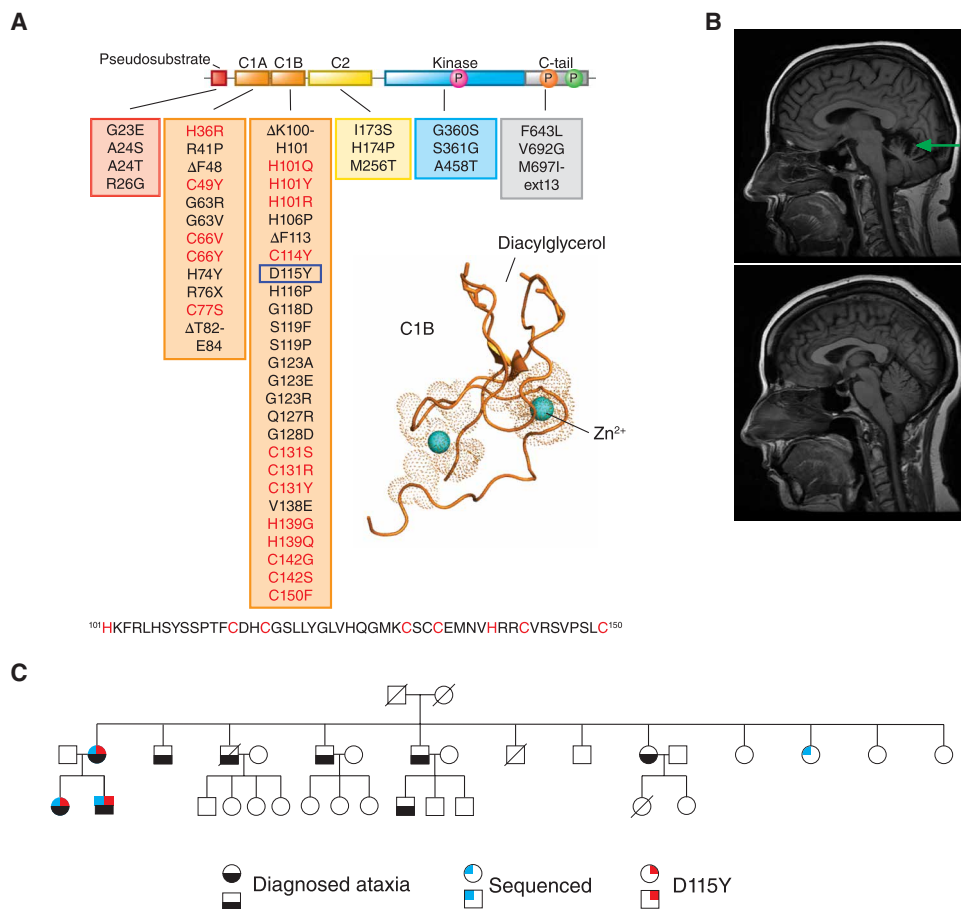 A
B
Pseudosubstrate
C1A
C1B
C2
Kinase
C-tail
P
P
P
G23E
A24S
A24T
R26G
H36R
R41P
ΔF48
C49Y
G63R
G63V
C66V
C66Y
H74Y
R76X
C77S
ΔT82-
E84
ΔK100-
H101
H101Q
H101Y
H101R
H106P
ΔF113
C114Y
D115Y
H116P
G118D
S119F
S119P
G123A
G123E
G123R
Q127R
G128D
C131S
C131R
C131Y
V138E
H139G
H139Q
C142G
C142S
C150F
I173S
H174P
M256T
G360S
S361G
A458T
F643L
V692G
M697I-
ext13
Diacylglycerol
C1B
Zn²⁺
¹⁰¹HKFRLHSYSSPTFCDHCGSLLYGLVHQGMKCSCCEMNVHRRCVRSVPSLC¹⁵⁰
C
Diagnosed ataxia
Sequenced
D115Y